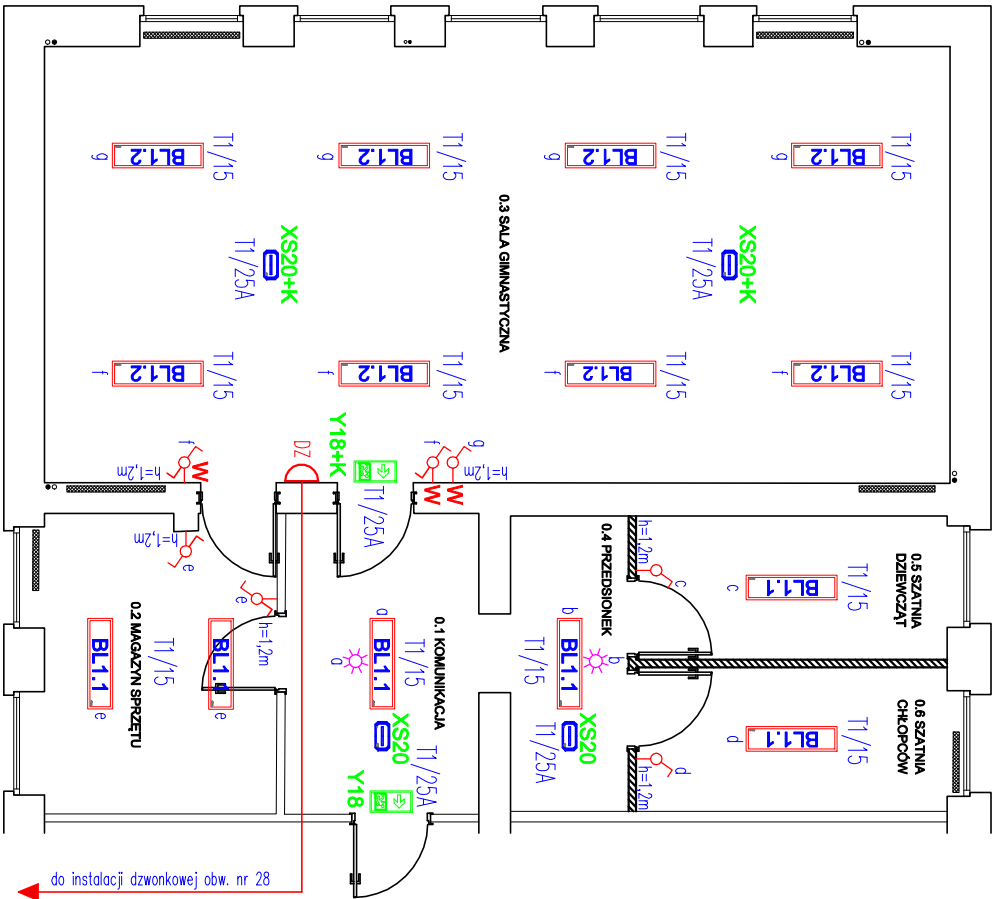 T1/15
T1/15
T1/15
T1/15
BL1.2
BL1.2
BL1.2
BL1.2
g
g
g
g
0.3 SALA GIMNASTYCZNA
XS20+K
T1/25A
XS20+K
T1/25A
T1/15
T1/15
T1/15
T1/15
BL1.2
BL1.2
BL1.2
BL1.2
f
f
f
f
f
W
h=1,2m
DZ
Y18+K
T1/25A
f
g
W
W
h=1,2m
h=1,2m
e
e
h=1,2m
0.2 MAGAZYN SPRZĘTU
T1/15
BL1.1
e
BL1.1
e
a
BL1.1
T1/15
a
0.1 KOMUNIKACJA
XS20
T1/25A
Y18
0.4 PRZEDSIONEK
b
BL1.1
T1/15
b
XS20
T1/25A
h=1,2m
c
c
BL1.1
T1/15
0.5 SZATNIA
DZIEWCZĄT
d
BL1.1
T1/15
0.6 SZATNIA
CHŁOPCÓW
d
h=1,2m
do instalacji dzwonkowej obw. nr 28